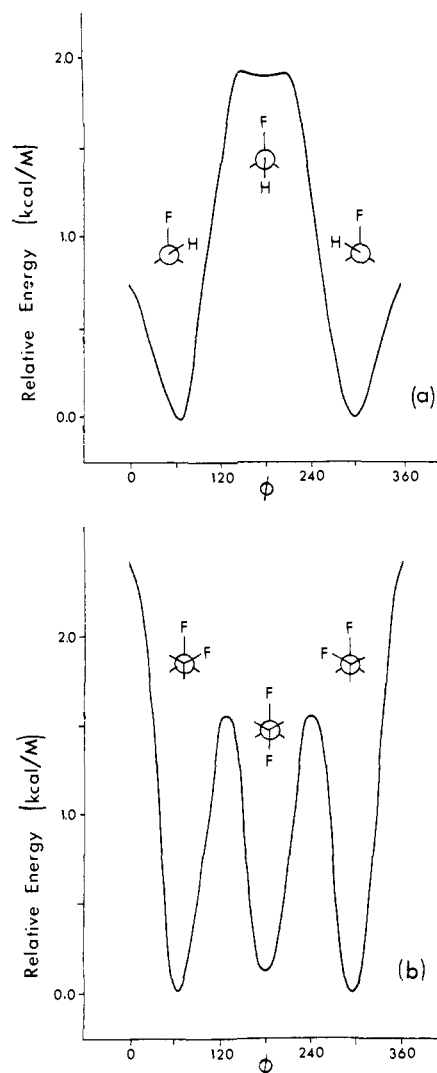 2.0
F
H
F
H
H
F
1.0
0.0
Relative Energy (kcal/M)
(a)
0
120
240
360
ϕ
2.0
F
F
F
F
F
F
1.0
0.0
Relative Energy (kcal/M)
(b)
0
120
240
360
ϕ